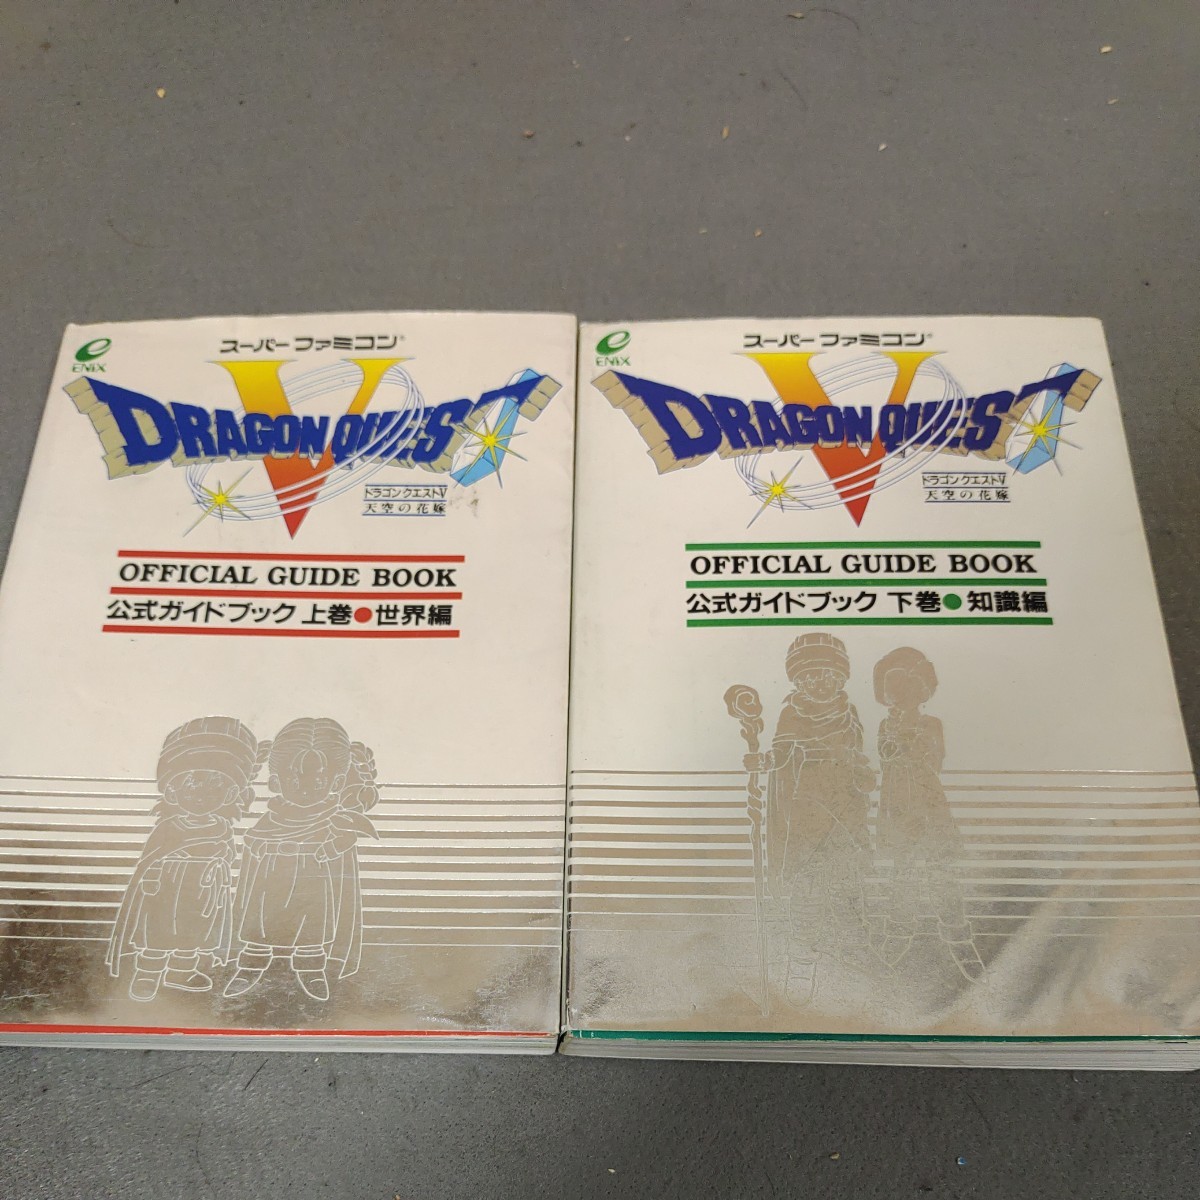 スーパーファミコン®
ENIX
DRAGON QUEST
V
ドラゴンクエストV
天空の花嫁
OFFICIAL GUIDE BOOK
公式ガイドブック 上巻●世界編
スーパーファミコン®
ENIX
DRAGON QUEST
V
ドラゴンクエストV
天空の花嫁
OFFICIAL GUIDE BOOK
公式ガイドブック 下巻●知識編